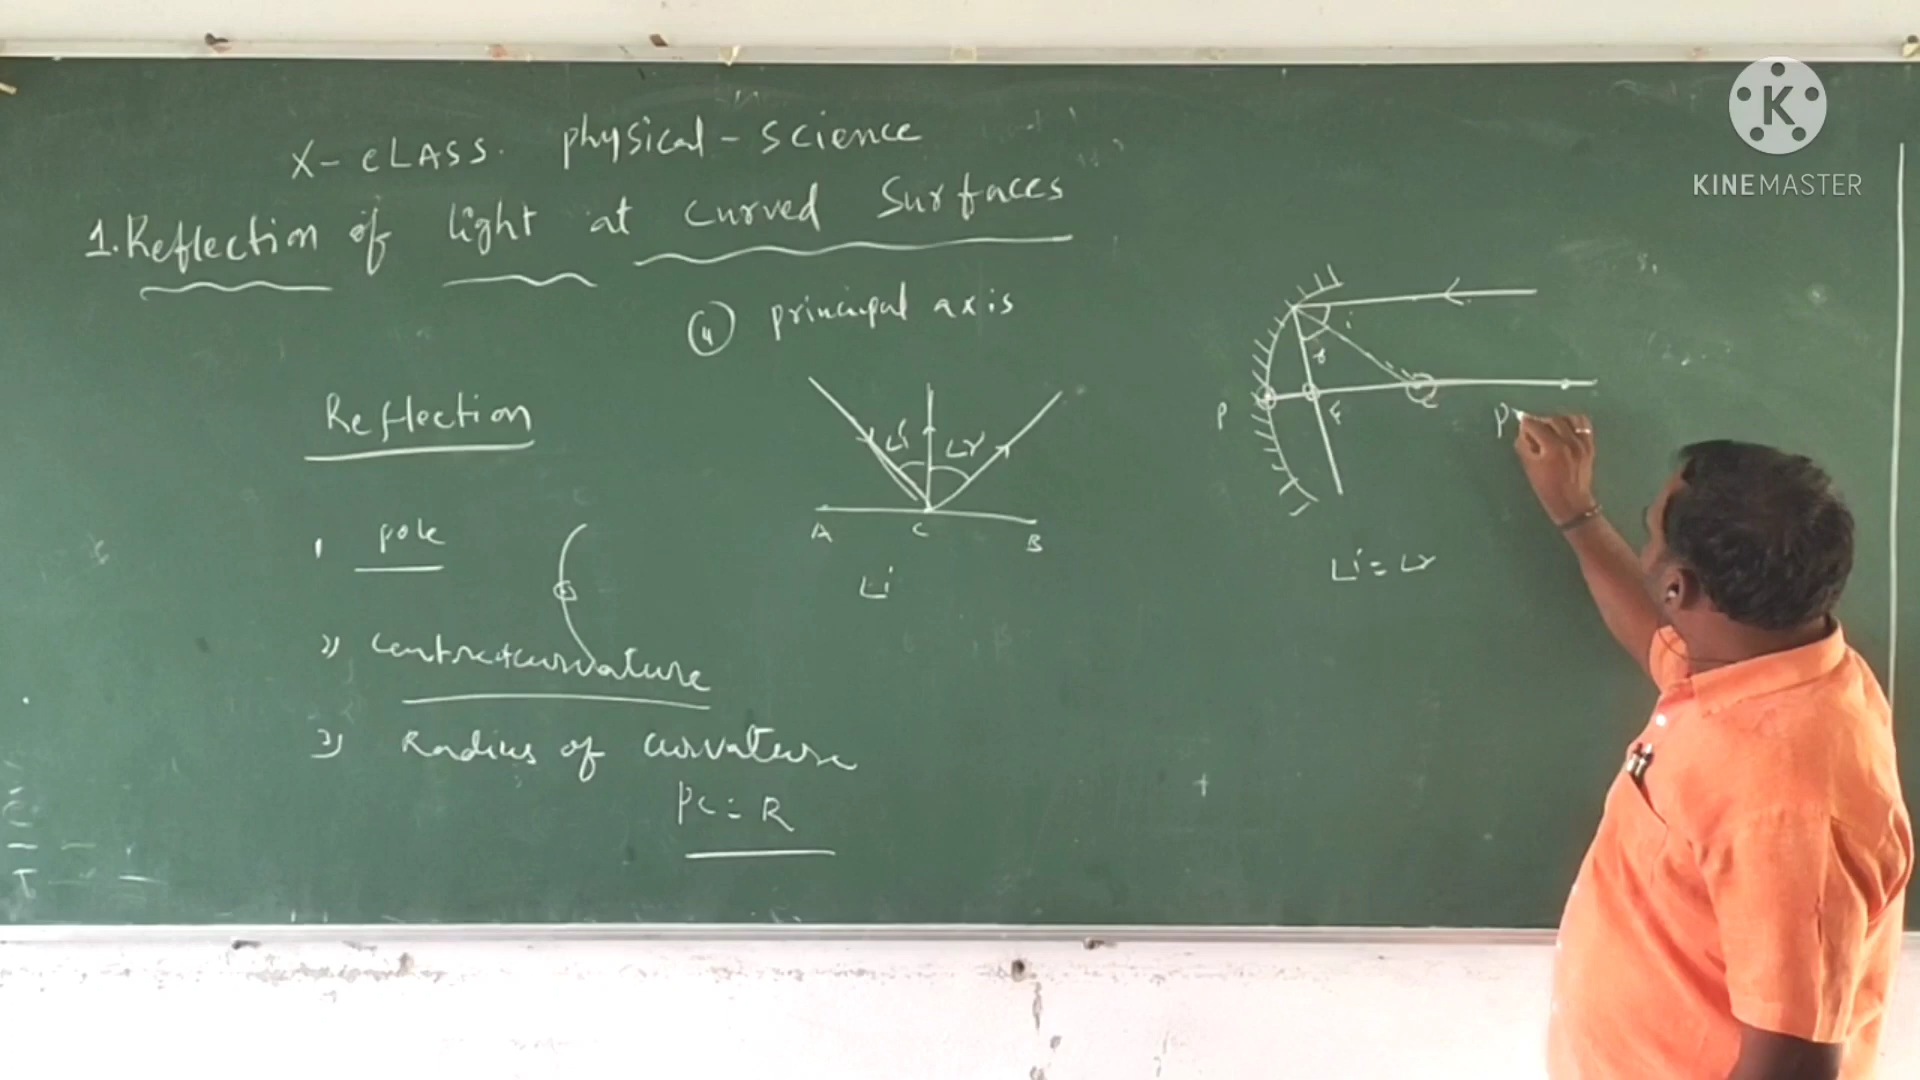 X-CLASS. Physical-Science
1. Reflection of light at curved Surfaces
4 principal axis
Reflection
1 pole
2) Centre of curvature
3) Radius of curvature
PC = R
∠i ∠r
A C B
∠i
i
r
P F C
P
∠i = ∠r
K
KINEMASTER